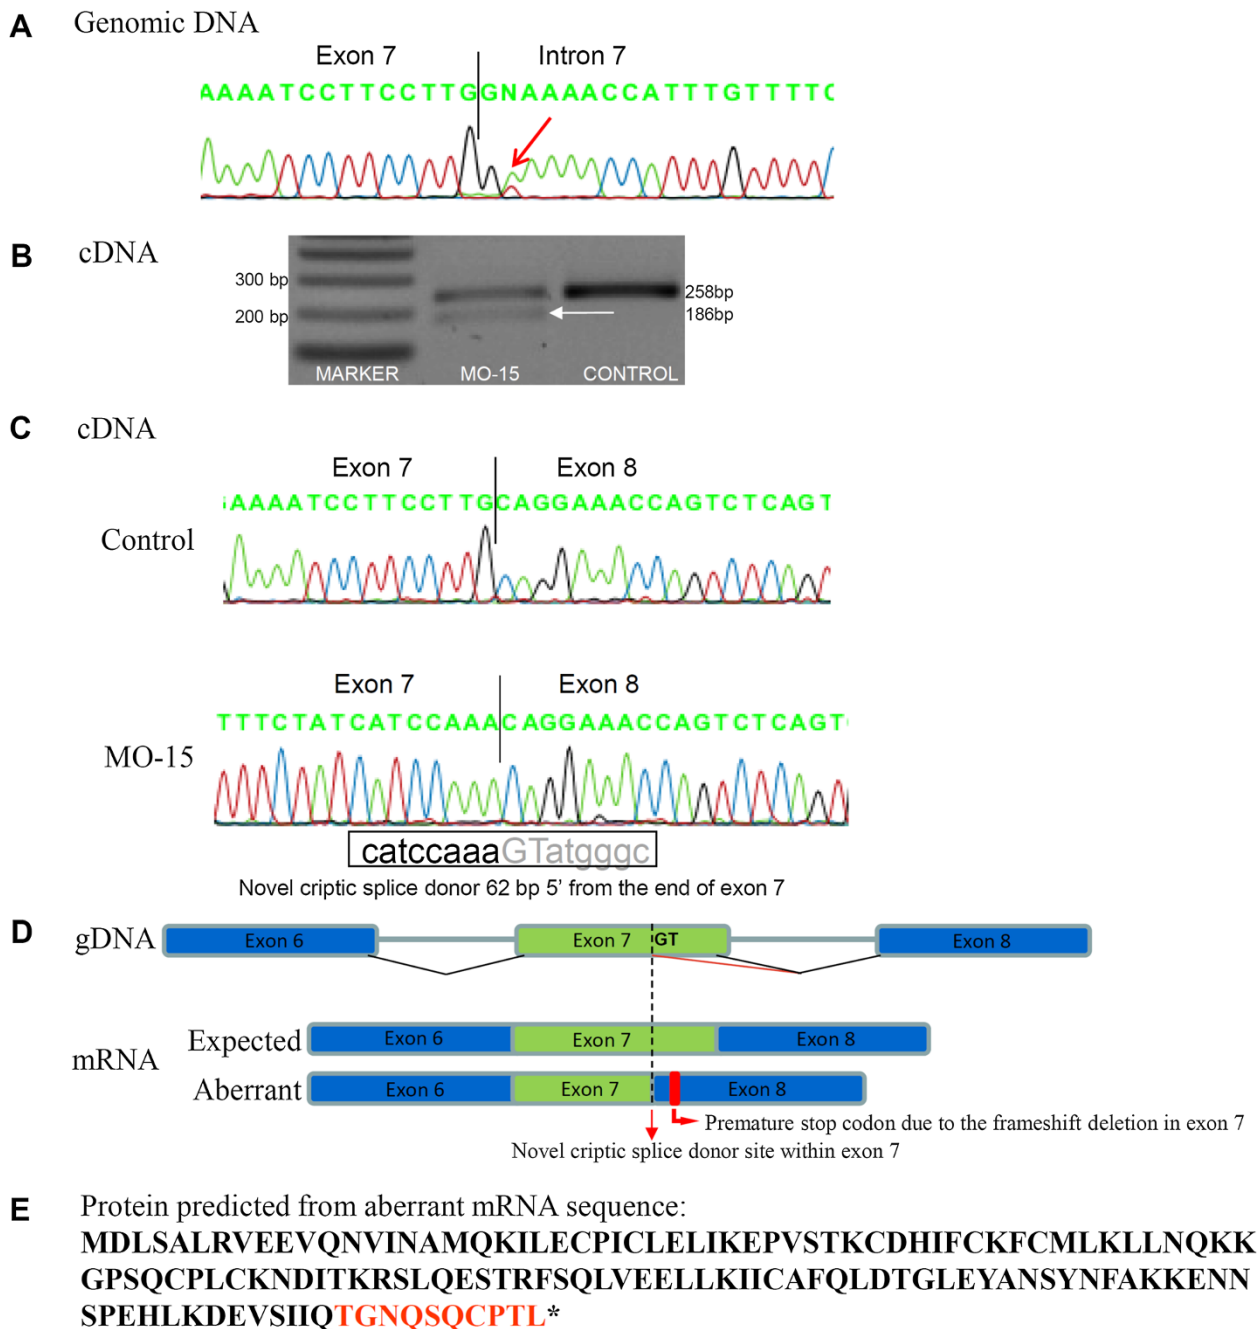 A Genomic DNA
Exon 7 Intron 7
AAAATCCTTCCTTGGNAAAACCATTTGTTTTC
B cDNA
300 bp
258bp
200 bp
186bp
MARKER MO-15 CONTROL
C cDNA
Exon 7 Exon 8
GAAAATCCTTCCTTGCAGGAAACCAGTCTCAGT
Control
Exon 7 Exon 8
TTTCTATCATCCAAACAGGAAACCAGTCTCAGT
MO-15
catccaaaGTatgggc
Novel criptic splice donor 62 bp 5' from the end of exon 7
D gDNA Exon 6 Exon 7 GT Exon 8
mRNA
Expected Exon 6 Exon 7 Exon 8
Aberrant Exon 6 Exon 7 Exon 8
Premature stop codon due to the frameshift deletion in exon 7
Novel criptic splice donor site within exon 7
E Protein predicted from aberrant mRNA sequence:
MDLSALRVEEVQNVINAMQKILECPICLELIKEPVSTKCDHIFCKFCMLKLLNQKK
GPSQCPLCKNDITKRSLQESTRFSQLVEELLKIICAFQLDTGLEYANSYNFAKKENN
SPEHLKDEVSIIQTGNQSQCPTL*